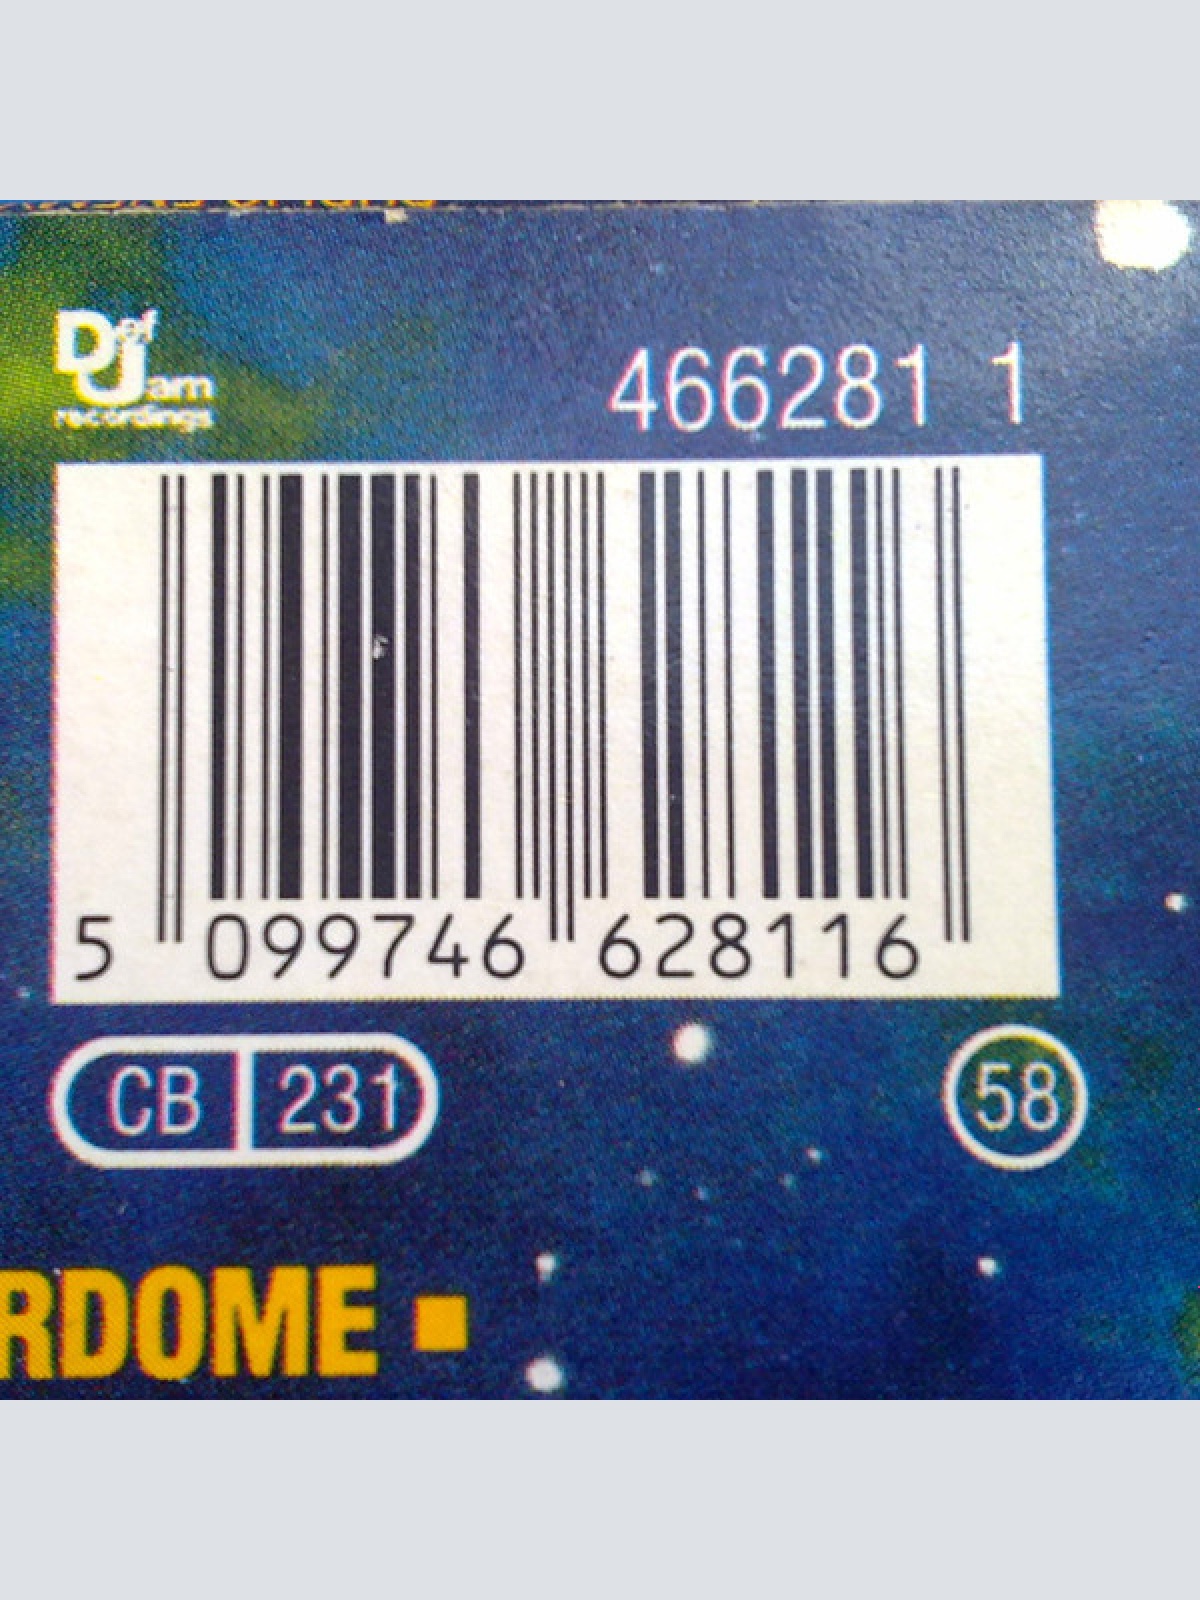 Def
Jam
recordings
466281 1
5 099746 628116
CB 231
58
RDOME ■